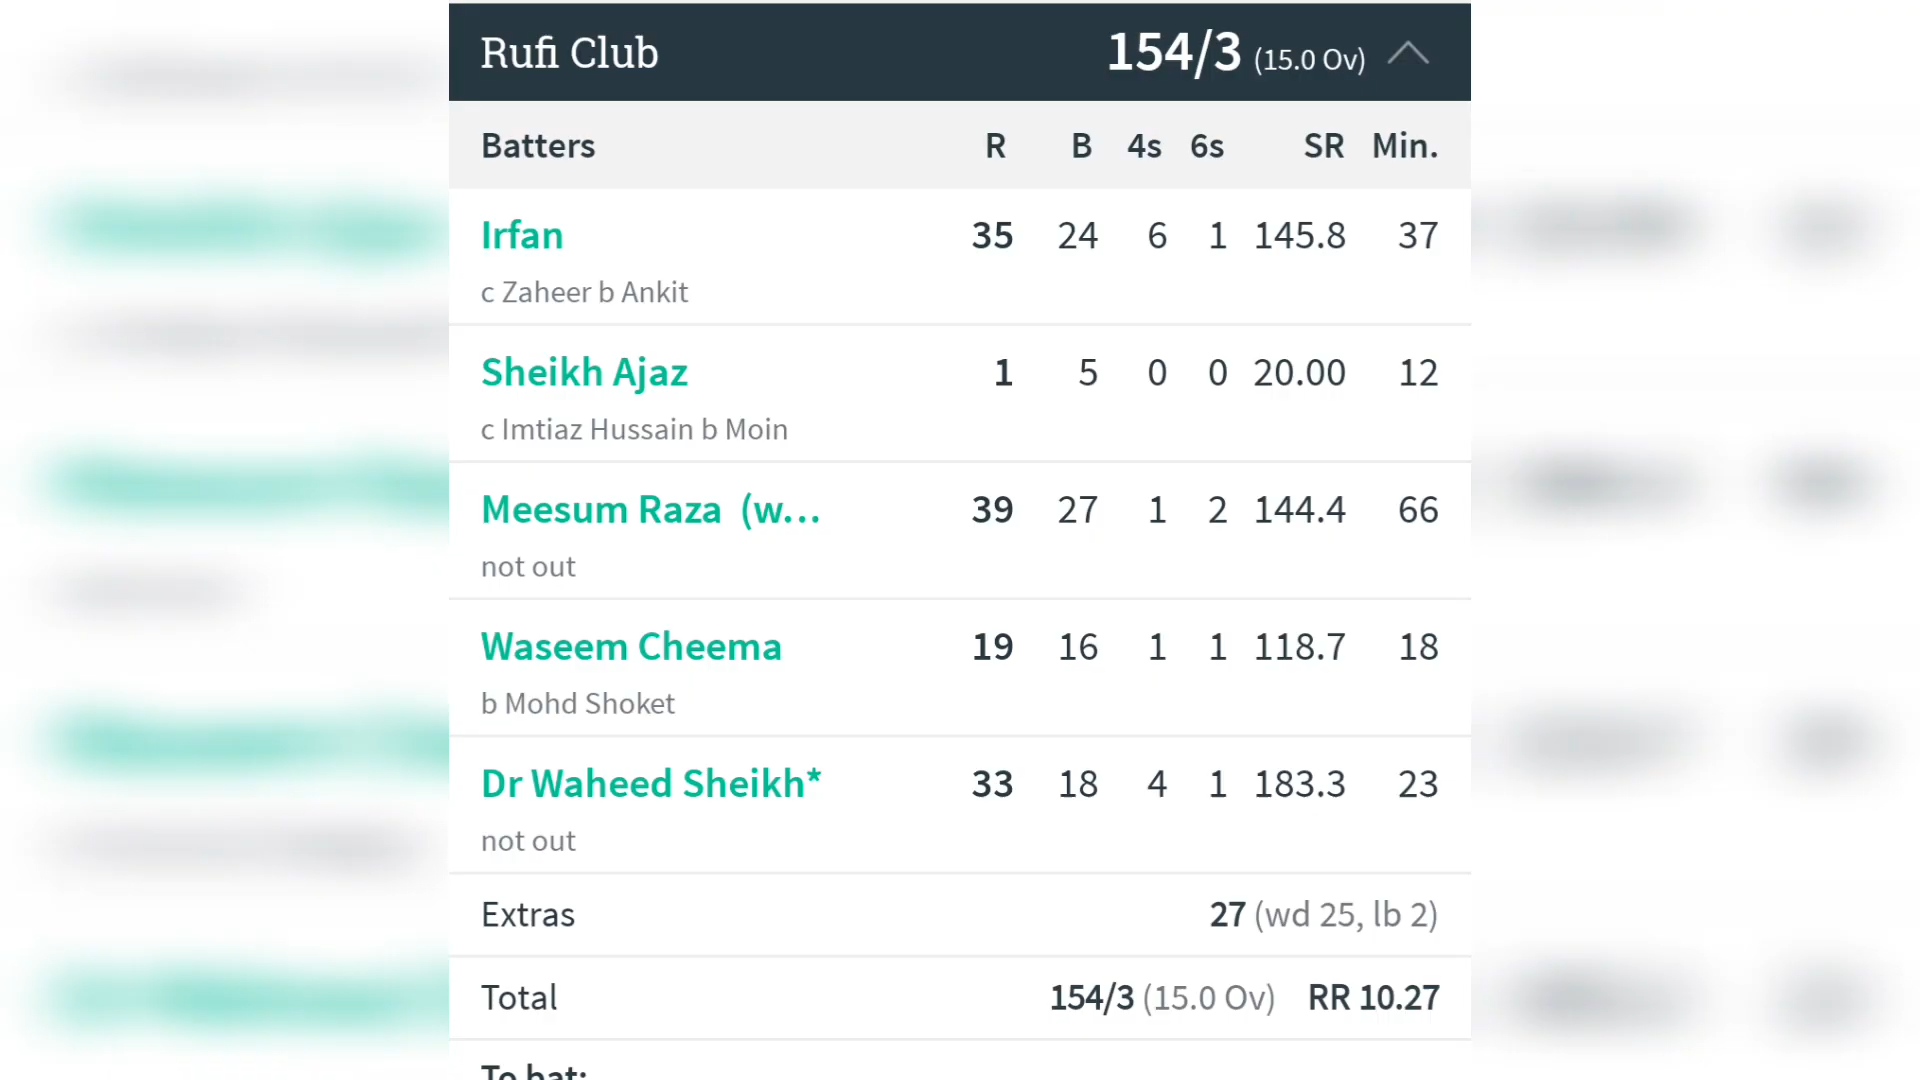 Rufi Club 154/3 (15.0 Ov)
Batters R B 4s 6s SR Min.
Irfan 35 24 6 1 145.8 37
c Zaheer b Ankit
Sheikh Ajaz 1 5 0 0 20.00 12
c Imtiaz Hussain b Moin
Meesum Raza (w... 39 27 1 2 144.4 66
not out
Waseem Cheema 19 16 1 1 118.7 18
b Mohd Shoket
Dr Waheed Sheikh* 33 18 4 1 183.3 23
not out
Extras 27 (wd 25, lb 2)
Total 154/3 (15.0 Ov) RR 10.27
To bat: